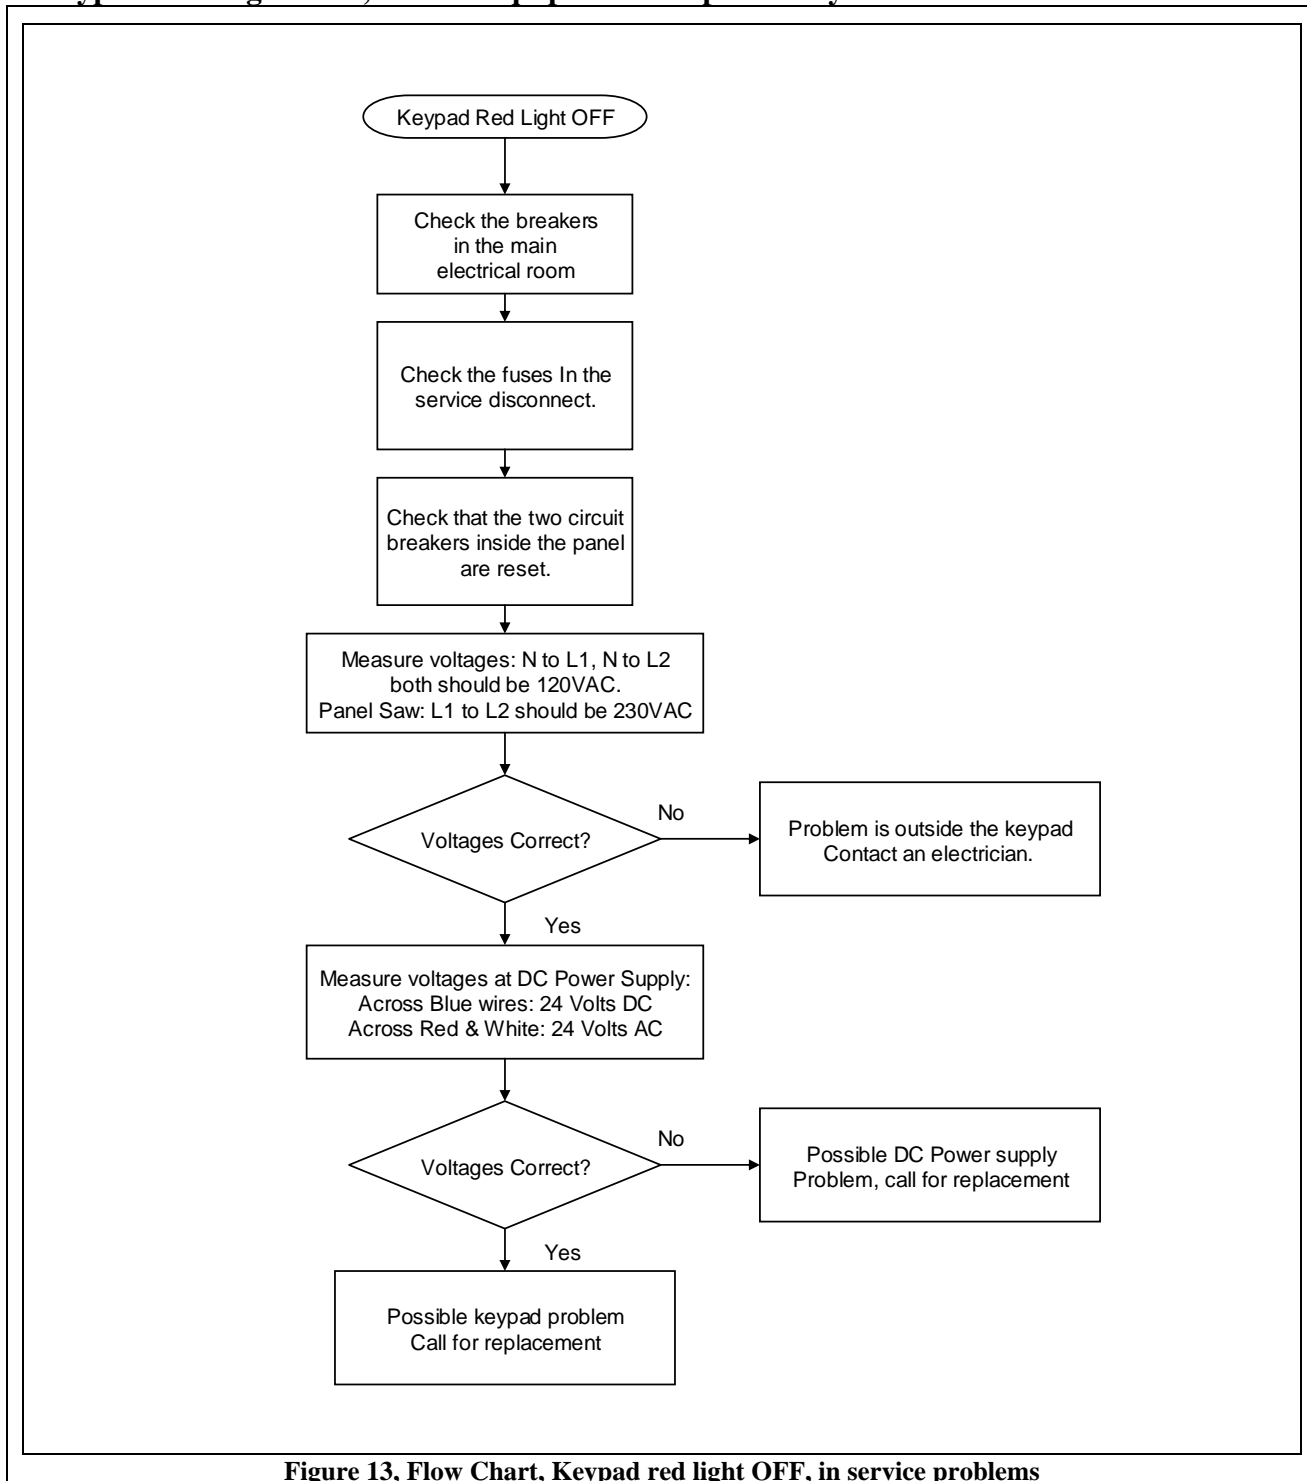 Keypad Red Light OFF
Check the breakers
in the main
electrical room
Check the fuses In the
service disconnect.
Check that the two circuit
breakers inside the panel
are reset.
Measure voltages: N to L1, N to L2
both should be 120VAC.
Panel Saw: L1 to L2 should be 230VAC
Voltages Correct?
No
Problem is outside the keypad
Contact an electrician.
Yes
Measure voltages at DC Power Supply:
Across Blue wires: 24 Volts DC
Across Red & White: 24 Volts AC
Voltages Correct?
No
Possible DC Power supply
Problem, call for replacement
Yes
Possible keypad problem
Call for replacement
Figure 13, Flow Chart, Keypad red light OFF, in service problems